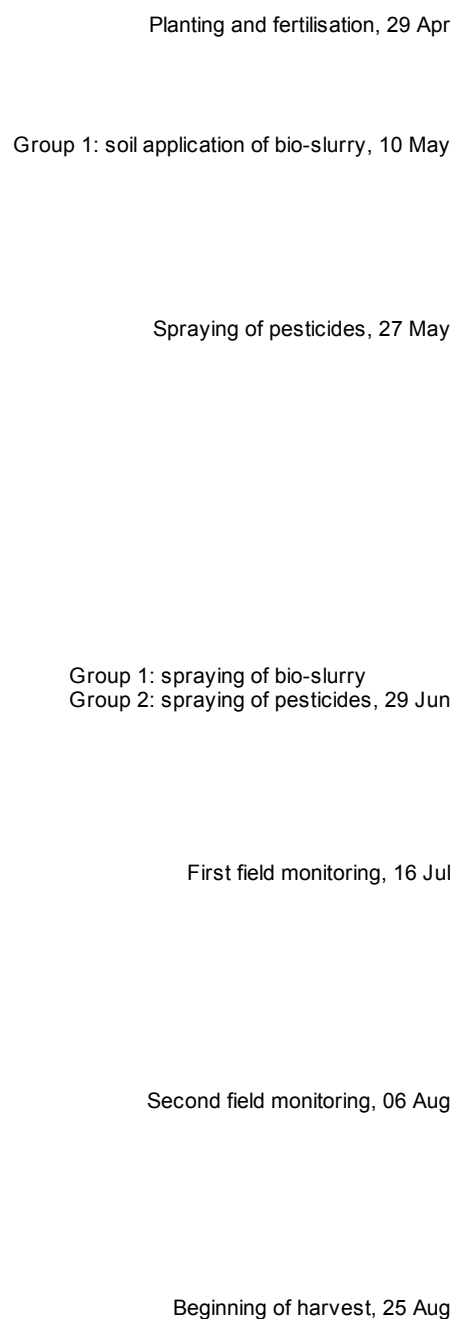 Planting and fertilisation, 29 Apr
Group 1: soil application of bio-slurry, 10 May
Spraying of pesticides, 27 May
Group 1: spraying of bio-slurry
Group 2: spraying of pesticides, 29 Jun
First field monitoring, 16 Jul
Second field monitoring, 06 Aug
Beginning of harvest, 25 Aug